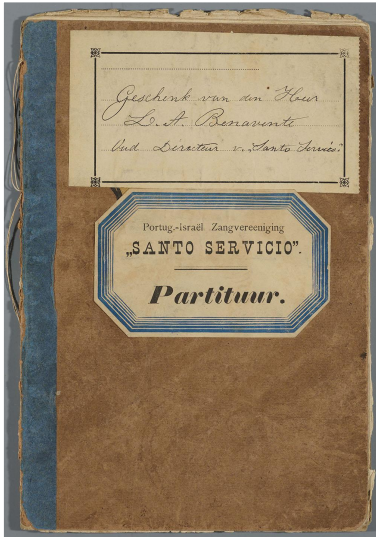 Geschenk van den Heer
L. A. Benavente
Oud Directeur v. „Santo Servicio”.
Portug.-israël Zangvereeniging
„SANTO SERVICIO”.
Partituur.